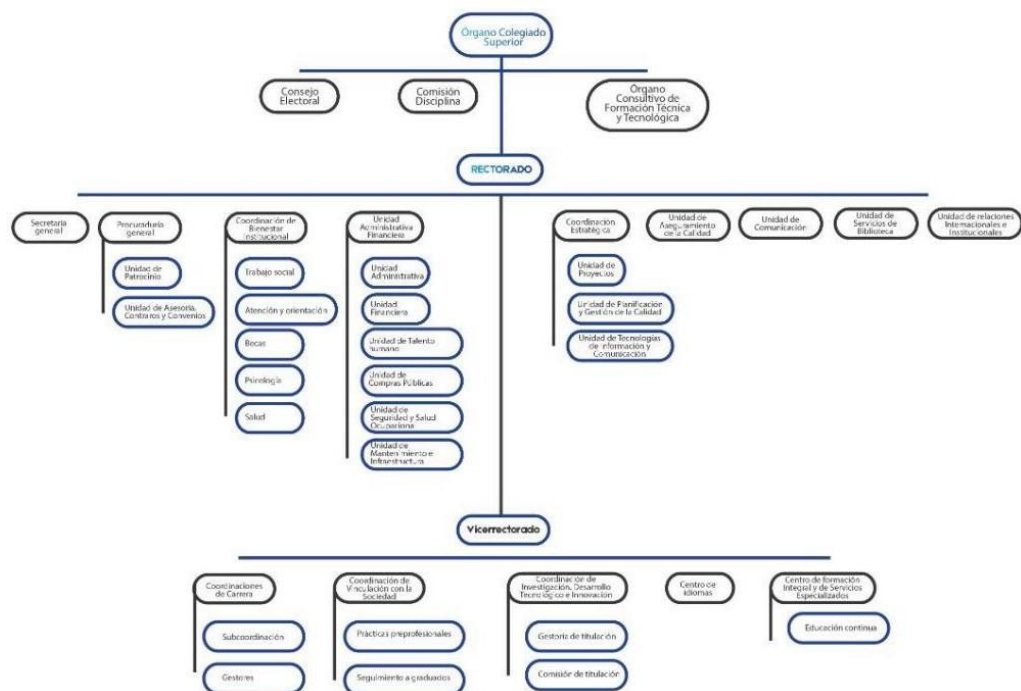 Órgano Colegiado
Superior
Consejo
Electoral
Comisión
Disciplina
Órgano
Consultivo de
Formación Técnica
y Tecnológica
RECTORADO
Secretaría
general
Procuraduría
general
Coordinación de
Bienestar
Institucional
Unidad
Administrativa
Financiera
Coordinación
Estratégica
Unidad de
Aseguramiento
de la Calidad
Unidad de
Comunicación
Unidad de
Servicios de
Biblioteca
Unidad de relaciones
Internacionales e
Institucionales
Unidad de
Patrocinio
Unidad de Asesoría,
Contratos y Convenios
Trabajo social
Atención y orientación
Becas
Psicología
Salud
Unidad
Administrativa
Unidad
Financiera
Unidad de Talento
humano
Unidad de
Compras Públicas
Unidad de
Seguridad y Salud
Ocupaciona
Unidad de
Mantenimiento e
Infraestructura
Unidad de
Proyectos
Unidad de Planificación
y Gestión de la Calidad
Unidad de Tecnologías
de Información y
Comunicación
Vicerrectorado
Coordinaciones
de Carrera
Coordinación de
Vinculación con la
Sociedad
Coordinación de
Investigación, Desarrollo
Tecnológico e Innovación
Centro de
idiomas
Centro de formación
Integral y de Servicios
Especializados
Subcoordinación
Gestores
Prácticas preprofesionales
Seguimiento a graduados
Gestoría de titulación
Comisión de titulación
Educación continua